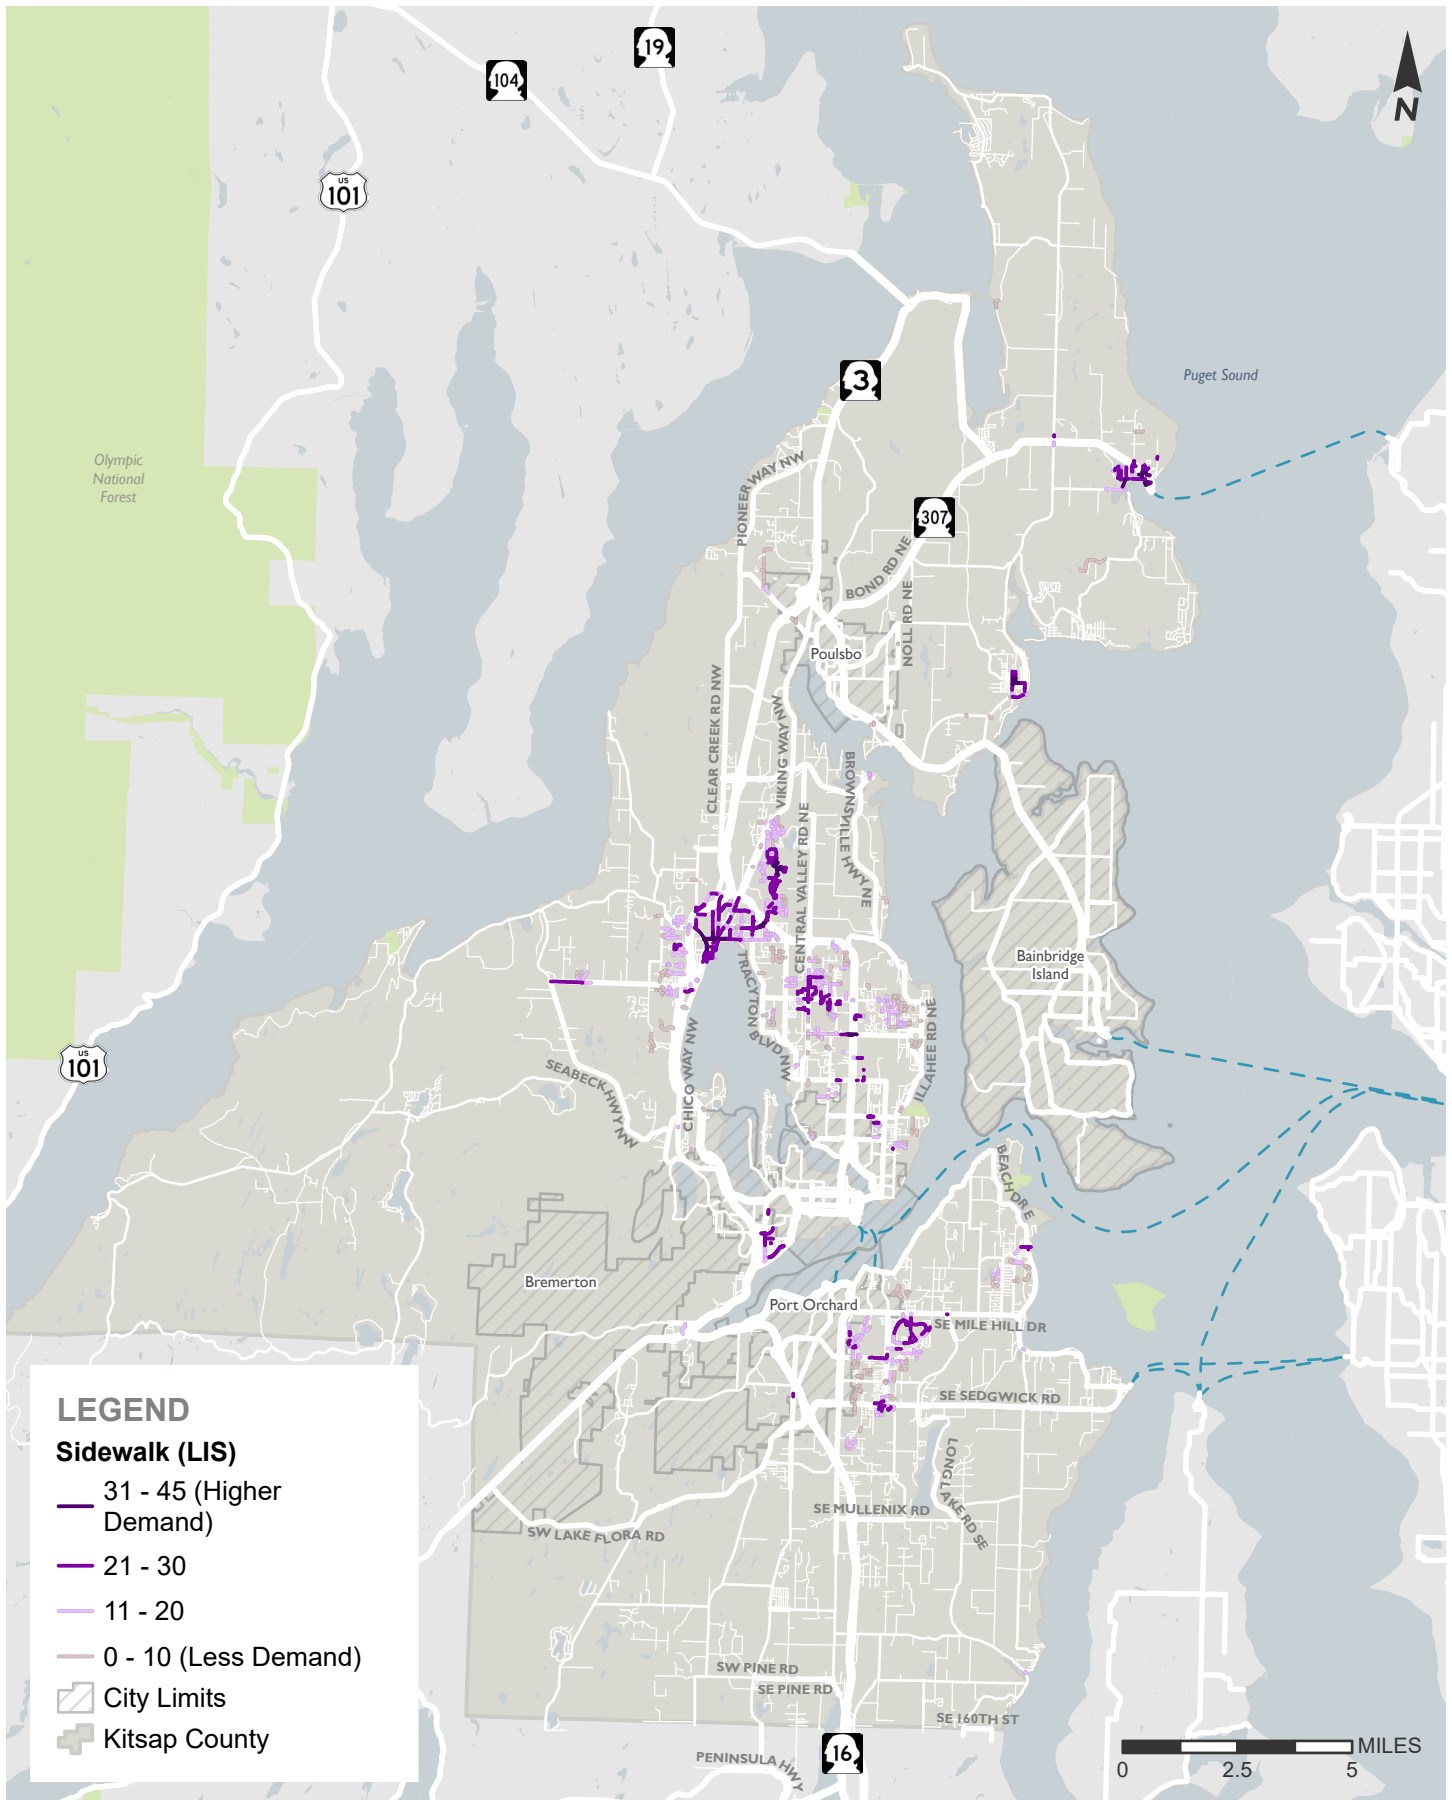 19
104
N
US
101
3
Puget Sound
Olympic
National
Forest
PIONEER WAY NW
307
BOND RD NE
NOLL RD NE
Poulsbo
CLEAR CREEK RD NW
VIKING WAY NW
BROWNSVILLE HWY NE
CENTRAL VALLEY RD NE
Bainbridge
Island
TRACYTON BLVD NW
ILLAHEE RD NE
CHICO WAY NW
US
101
SEABECK HWY NW
BEACH DR E
Bremerton
Port Orchard
SE MILE HILL DR
SE SEDGWICK RD
LONG LAKE RD SE
SE MULLENIX RD
SW LAKE FLORA RD
SW PINE RD
SE PINE RD
SE 160TH ST
PENINSULA HWY
16
LEGEND
Sidewalk (LIS)
31 - 45 (Higher
Demand)
21 - 30
11 - 20
0 - 10 (Less Demand)
City Limits
Kitsap County
MILES
0 2.5 5